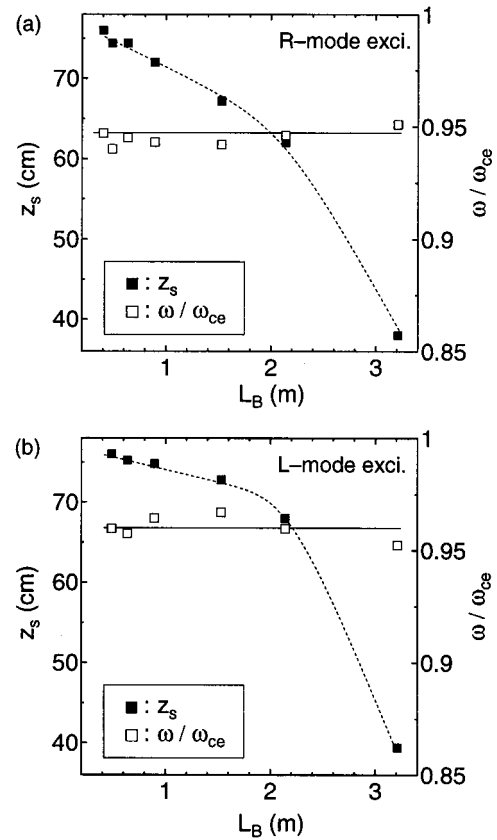 (a)
R-mode exci.
z_s (cm)
70
60
50
40
1
0.95
0.9
0.85
ω / ω_ce
■ : z_s
□ : ω / ω_ce
1 2 3
L_B (m)
(b)
L-mode exci.
z_s (cm)
70
60
50
40
1
0.95
0.9
0.85
ω / ω_ce
■ : z_s
□ : ω / ω_ce
1 2 3
L_B (m)